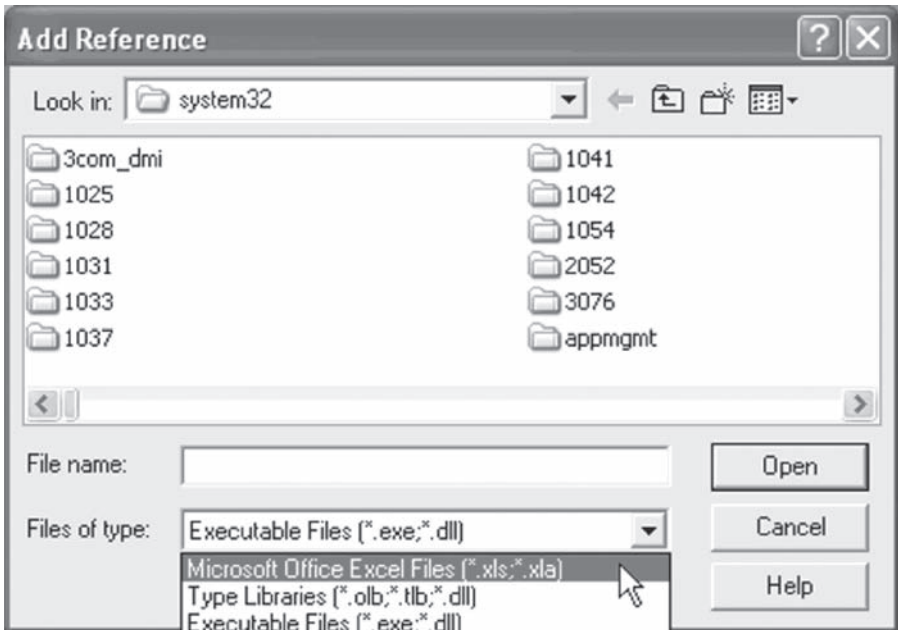 Add Reference
Look in: system32
3com_dmi
1025
1028
1031
1033
1037
1041
1042
1054
2052
3076
appmgmt
File name:
Open
Files of type: Executable Files (*.exe;*.dll)
Cancel
Microsoft Office Excel Files (*.xls;*.xla)
Type Libraries (*.olb;*.tlb;*.dll)
Help
Executable Files (*.exe;*.dll)